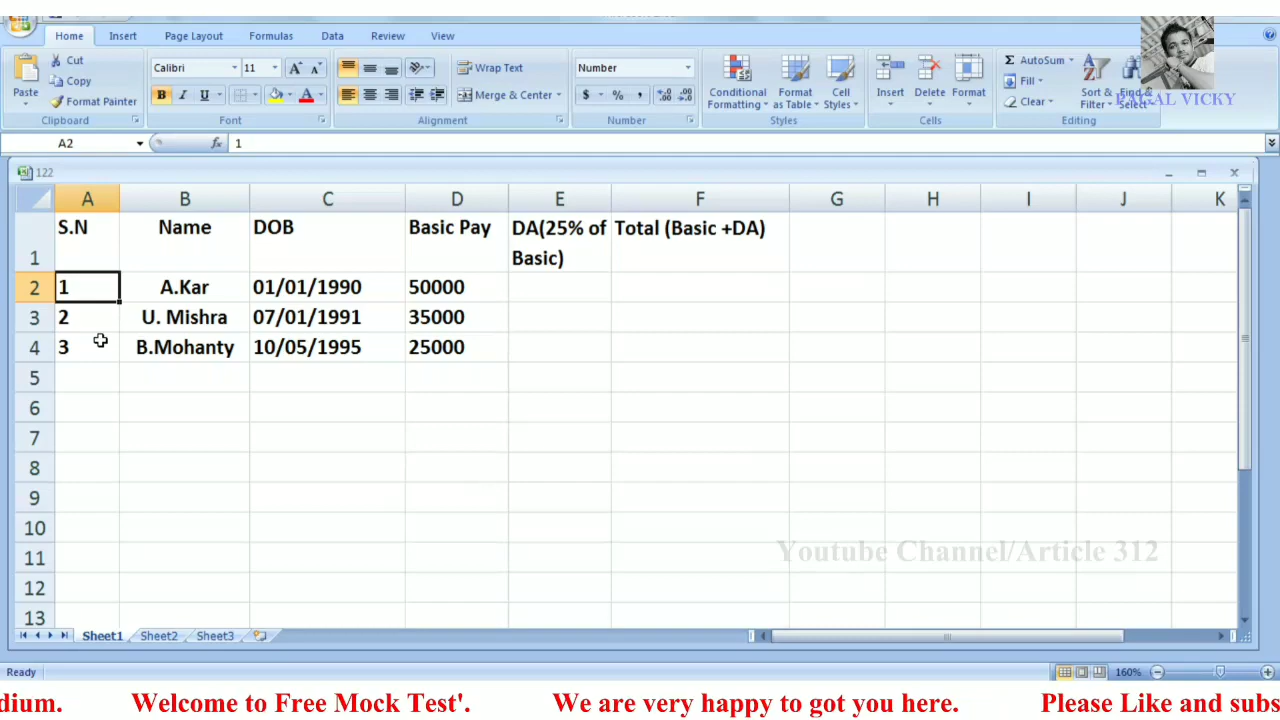 Home Insert Page Layout Formulas Data Review View
Cut
Copy
Format Painter
Paste
Clipboard
Calibri 11
B I U
Font
Wrap Text
Merge & Center
Alignment
Number
$ % ,
Number
Conditional Formatting
Format as Table
Cell Styles
Styles
Insert Delete Format
Cells
Σ AutoSum
Fill
Clear
Sort & Filter
Find & Select
Editing
VICKY
A2 fx 1
122
A B C D E F G H I J K
1 S.N Name DOB Basic Pay DA(25% of Total (Basic +DA)
Basic)
2 1 A.Kar 01/01/1990 50000
3 2 U. Mishra 07/01/1991 35000
4 3 B.Mohanty 10/05/1995 25000
5
6
7
8
9
10
11
Youtube Channel/Article 312
12
13
Sheet1 Sheet2 Sheet3
Ready 160%
dium. Welcome to Free Mock Test'. We are very happy to got you here. Please Like and subs